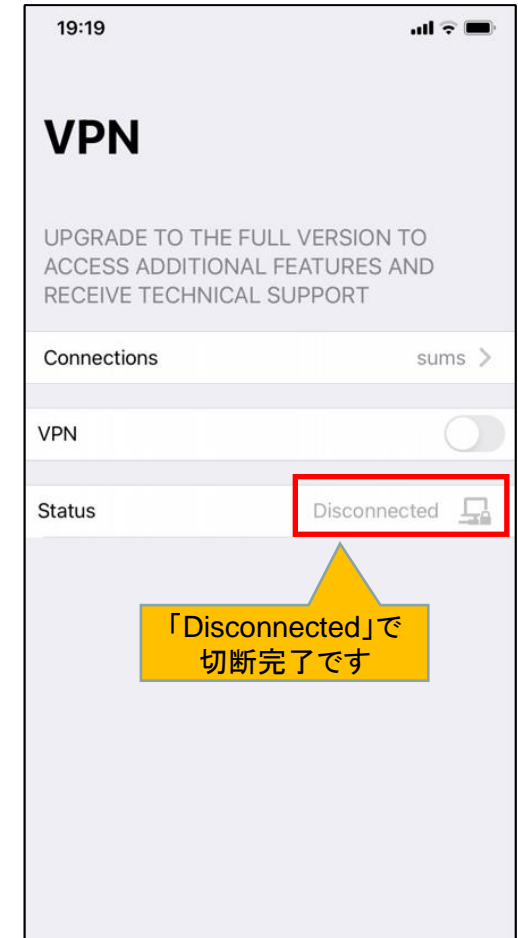 19:19
VPN
UPGRADE TO THE FULL VERSION TO
ACCESS ADDITIONAL FEATURES AND
RECEIVE TECHNICAL SUPPORT
Connections sums
VPN
Status Disconnected
「Disconnected」で
切断完了です